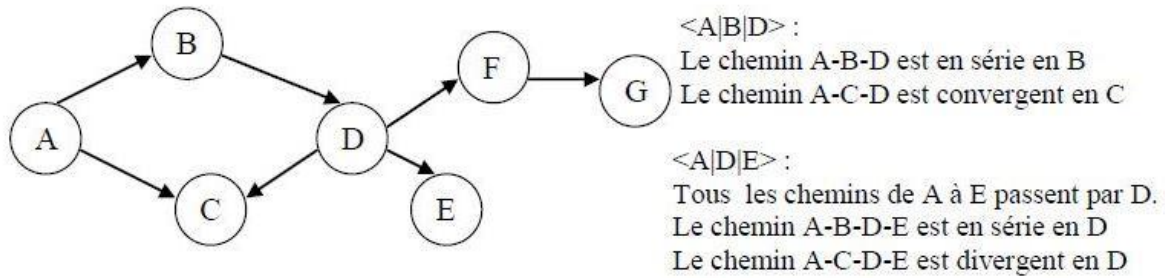 A
B
C
D
E
F
G
<A|B|D> :
Le chemin A-B-D est en série en B
Le chemin A-C-D est convergent en C
<A|D|E> :
Tous les chemins de A à E passent par D.
Le chemin A-B-D-E est en série en D
Le chemin A-C-D-E est divergent en D